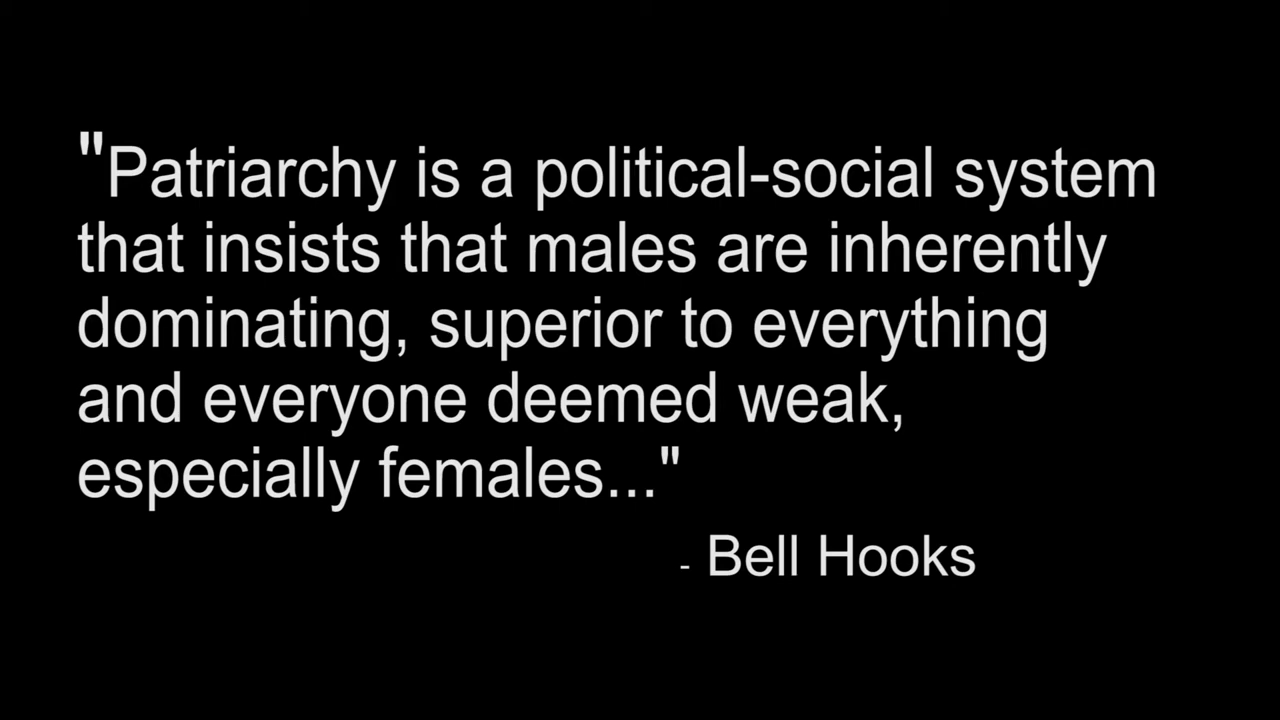 "Patriarchy is a political-social system
that insists that males are inherently
dominating, superior to everything
and everyone deemed weak,
especially females..."
- Bell Hooks